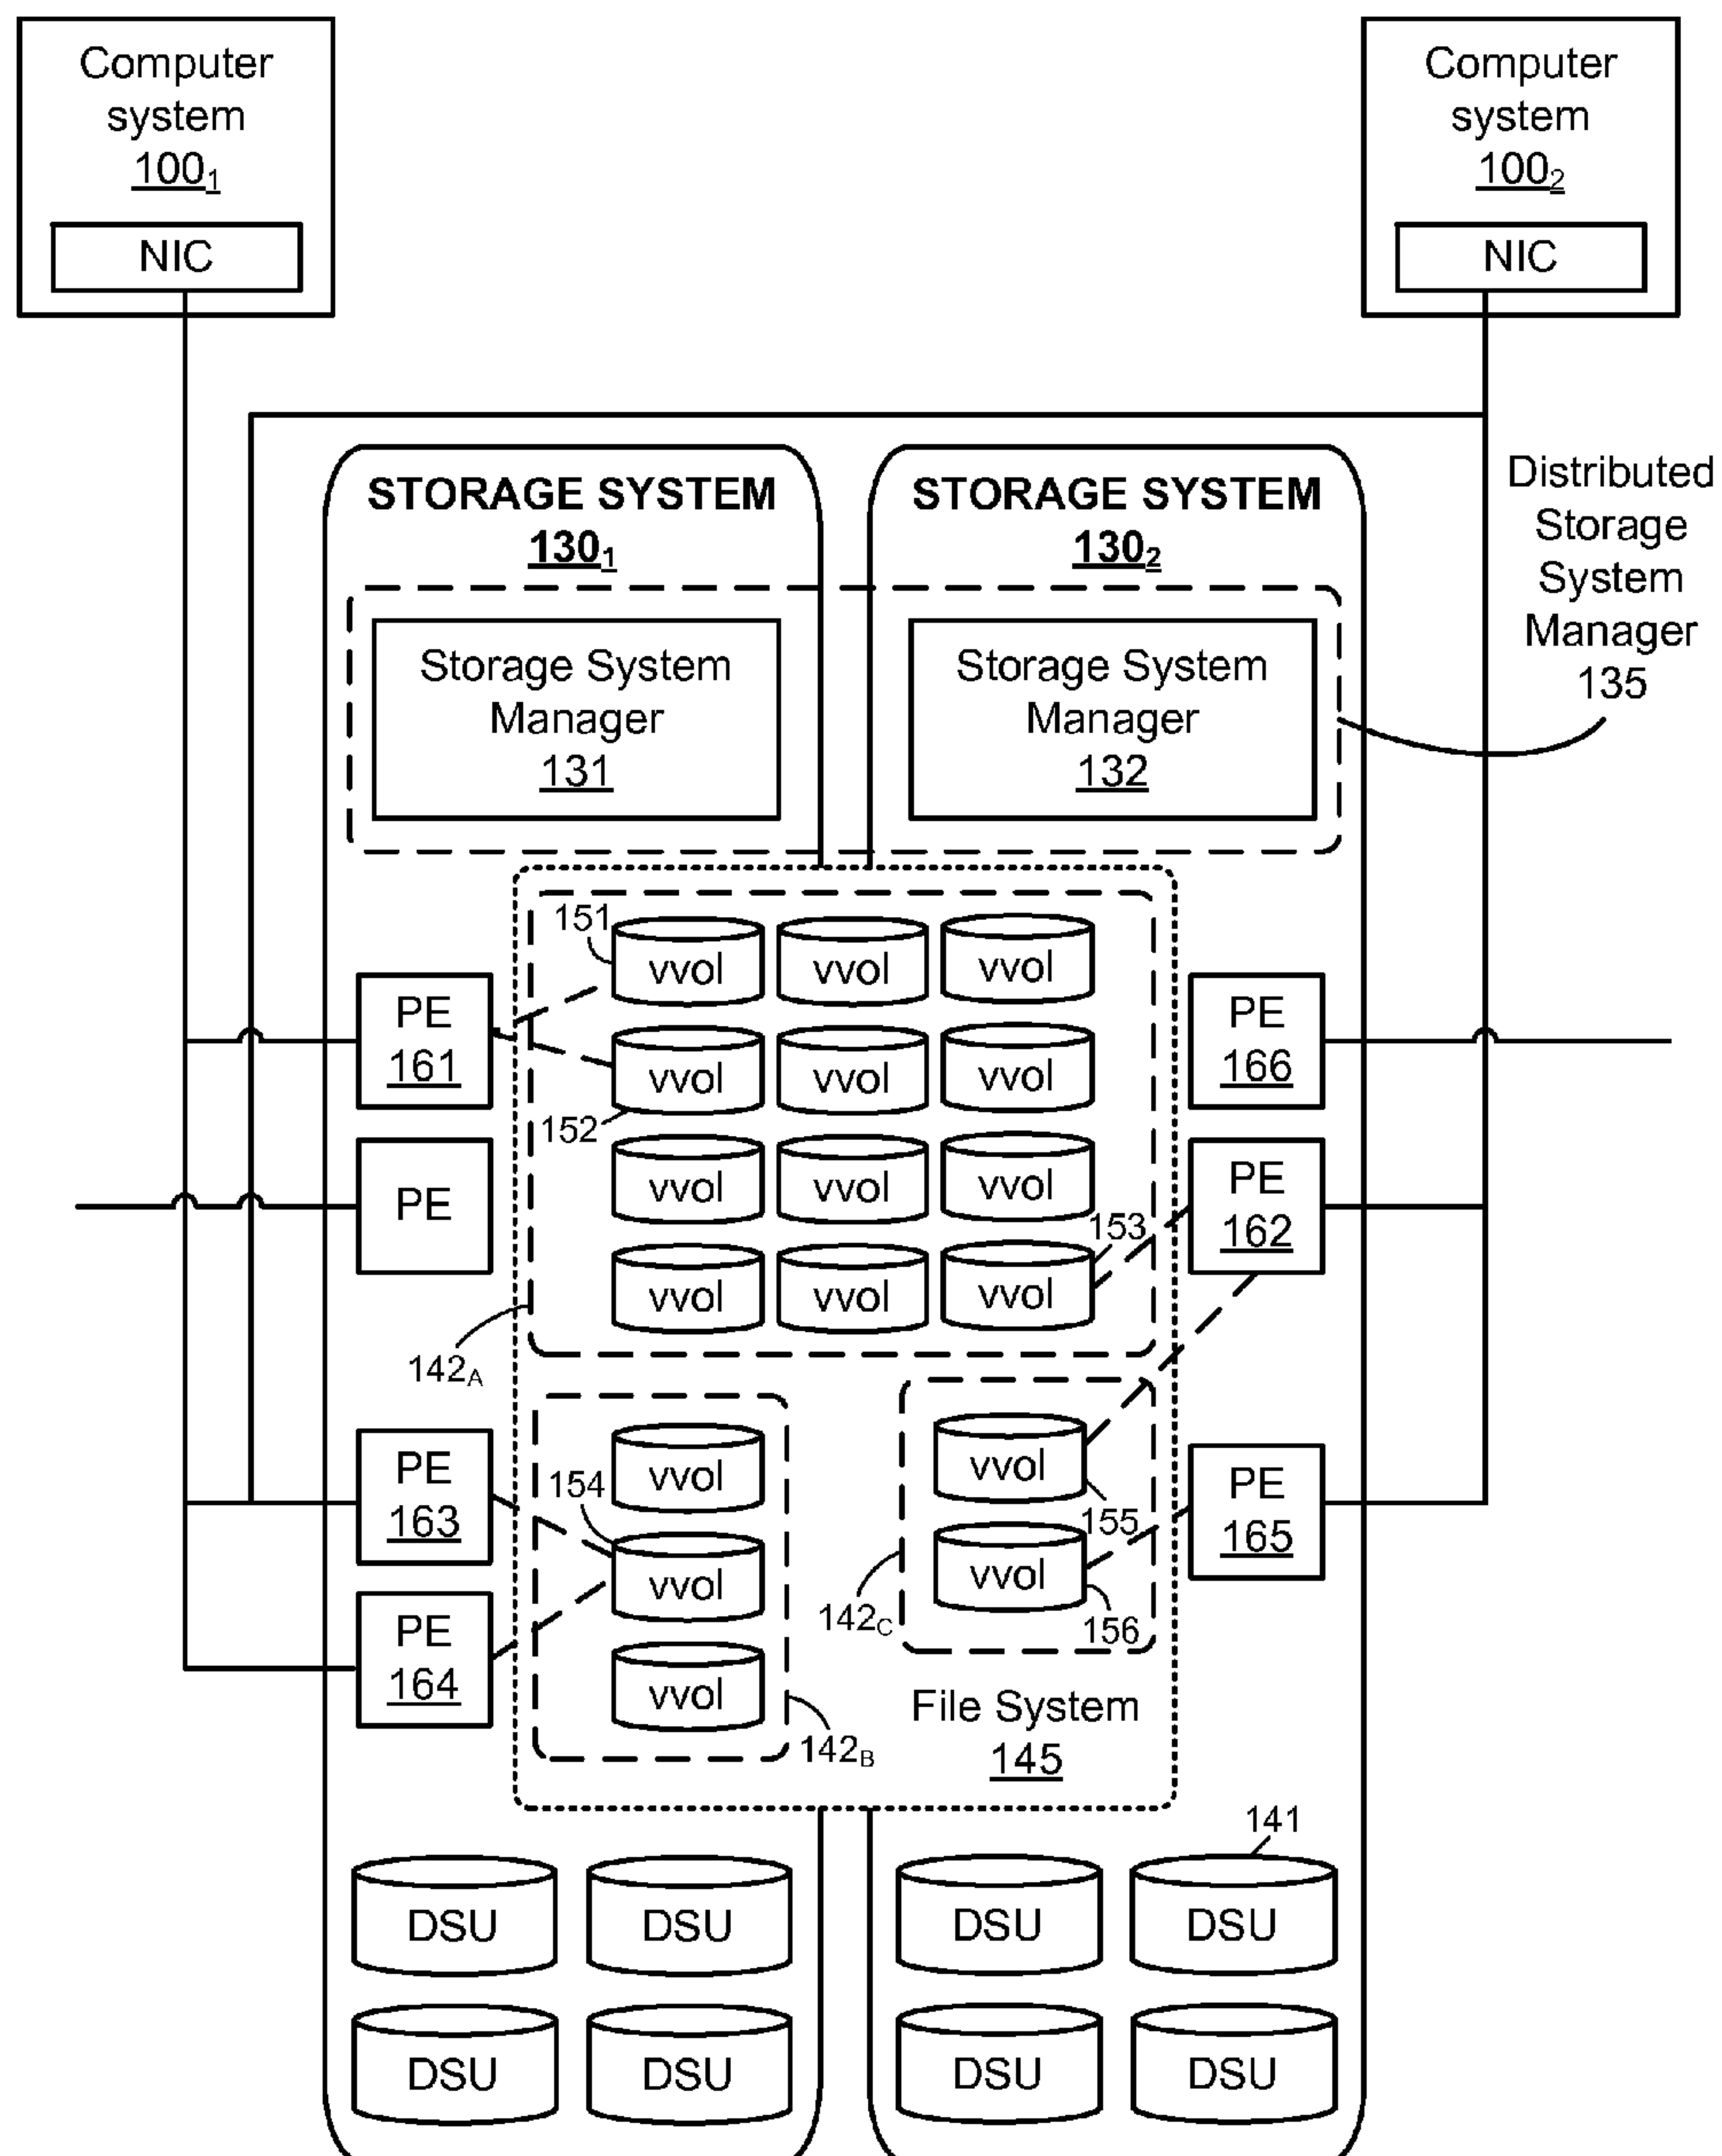 Computer
system
100₁
NIC
Computer
system
100₂
NIC
STORAGE SYSTEM
130₁
STORAGE SYSTEM
130₂
Distributed
Storage
System
Manager
135
Storage System
Manager
131
Storage System
Manager
132
151
vvol
vvol
vvol
PE
161
PE
166
vvol
vvol
vvol
152
PE
PE
162
vvol
vvol
vvol
153
vvol
vvol
vvol
142A
PE
163
154
vvol
vvol
vvol
142B
PE
164
vvol
155
vvol
156
142C
PE
165
File System
145
141
DSU
DSU
DSU
DSU
DSU
DSU
DSU
DSU